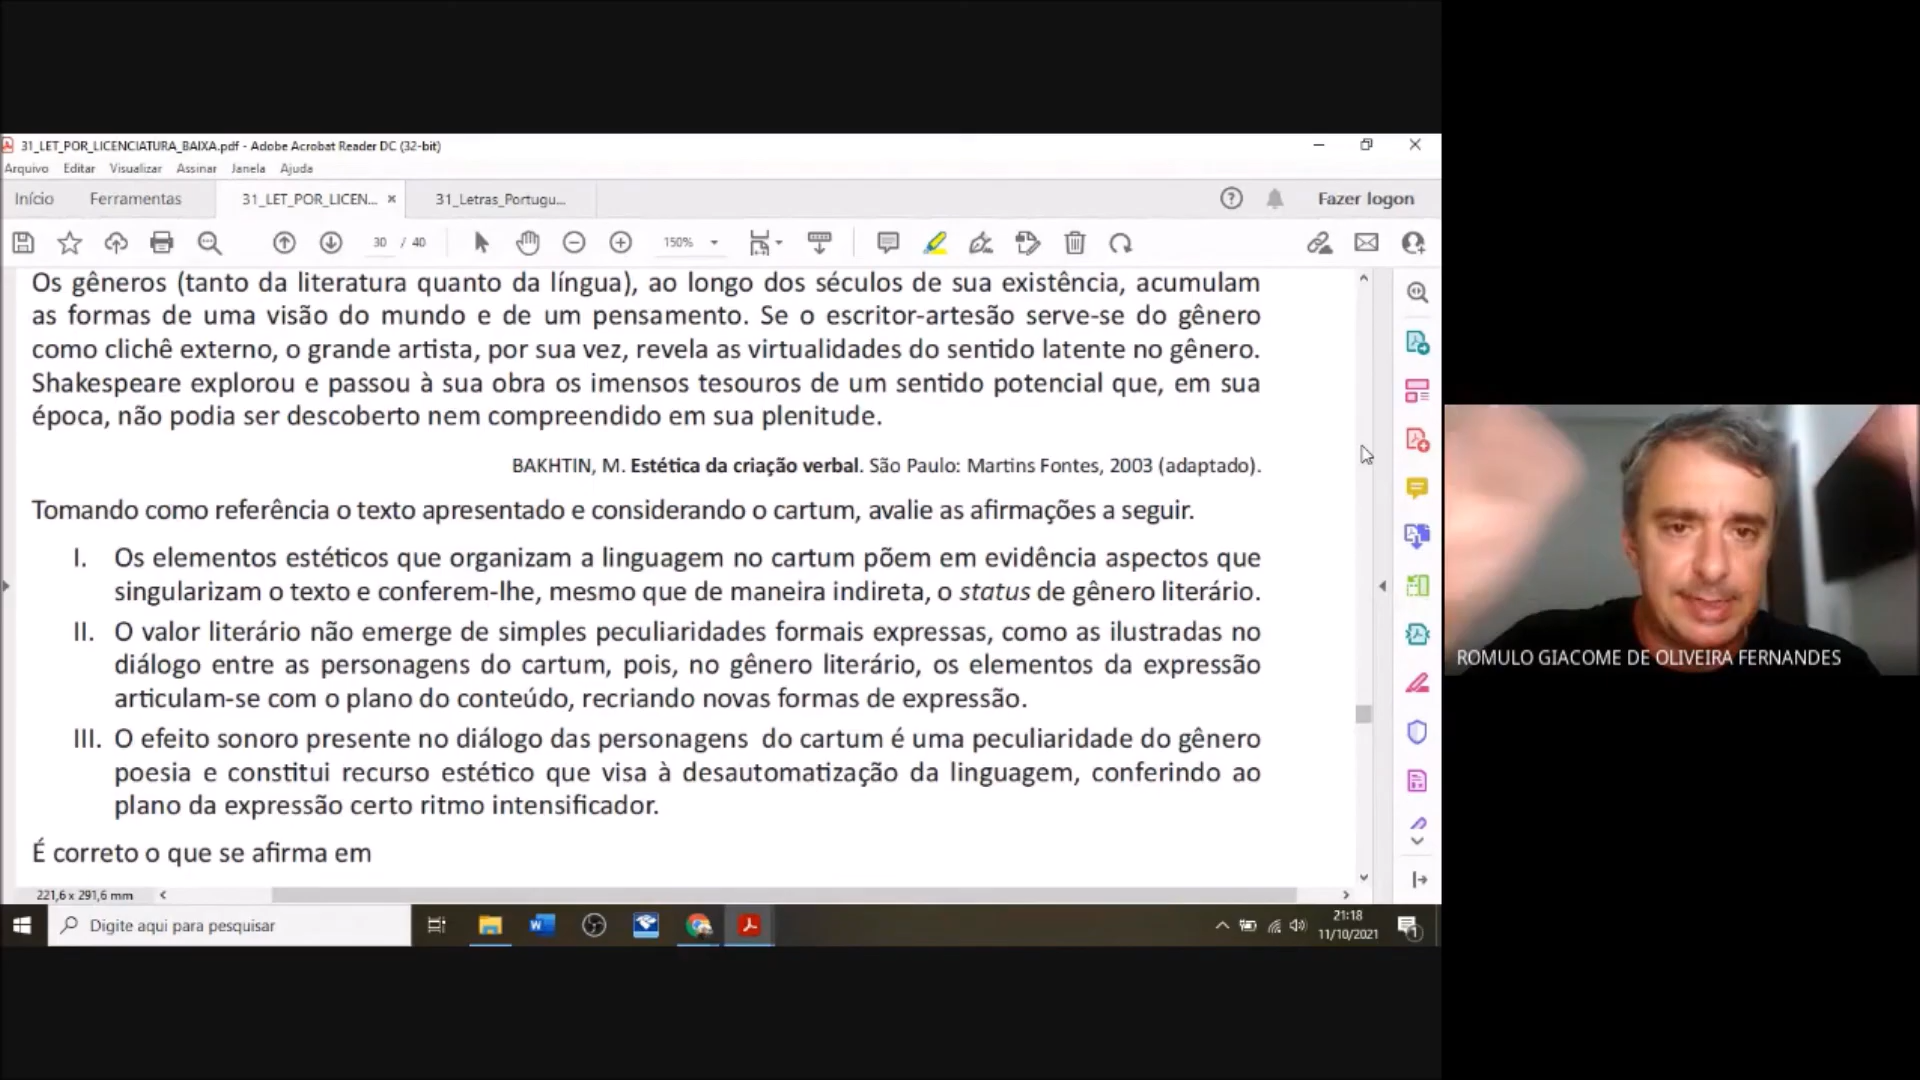 31_LET_POR_LICENCIATURA_BAIXA.pdf - Adobe Acrobat Reader DC (32-bit)
Arquivo Editar Visualizar Assinar Janela Ajuda
Início Ferramentas 31_LET_POR_LICEN... × 31_Letras_Portugu... Fazer logon
30 / 40 150%
Os gêneros (tanto da literatura quanto da língua), ao longo dos séculos de sua existência, acumulam
as formas de uma visão do mundo e de um pensamento. Se o escritor-artesão serve-se do gênero
como clichê externo, o grande artista, por sua vez, revela as virtualidades do sentido latente no gênero.
Shakespeare explorou e passou à sua obra os imensos tesouros de um sentido potencial que, em sua
época, não podia ser descoberto nem compreendido em sua plenitude.
BAKHTIN, M. Estética da criação verbal. São Paulo: Martins Fontes, 2003 (adaptado).
Tomando como referência o texto apresentado e considerando o cartum, avalie as afirmações a seguir.
I. Os elementos estéticos que organizam a linguagem no cartum põem em evidência aspectos que
singularizam o texto e conferem-lhe, mesmo que de maneira indireta, o status de gênero literário.
II. O valor literário não emerge de simples peculiaridades formais expressas, como as ilustradas no
diálogo entre as personagens do cartum, pois, no gênero literário, os elementos da expressão
articulam-se com o plano do conteúdo, recriando novas formas de expressão.
III. O efeito sonoro presente no diálogo das personagens do cartum é uma peculiaridade do gênero
poesia e constitui recurso estético que visa à desautomatização da linguagem, conferindo ao
plano da expressão certo ritmo intensificador.
É correto o que se afirma em
221,6 x 291,6 mm
Digite aqui para pesquisar
21:18
11/10/2021
1
ROMULO GIACOME DE OLIVEIRA FERNANDES